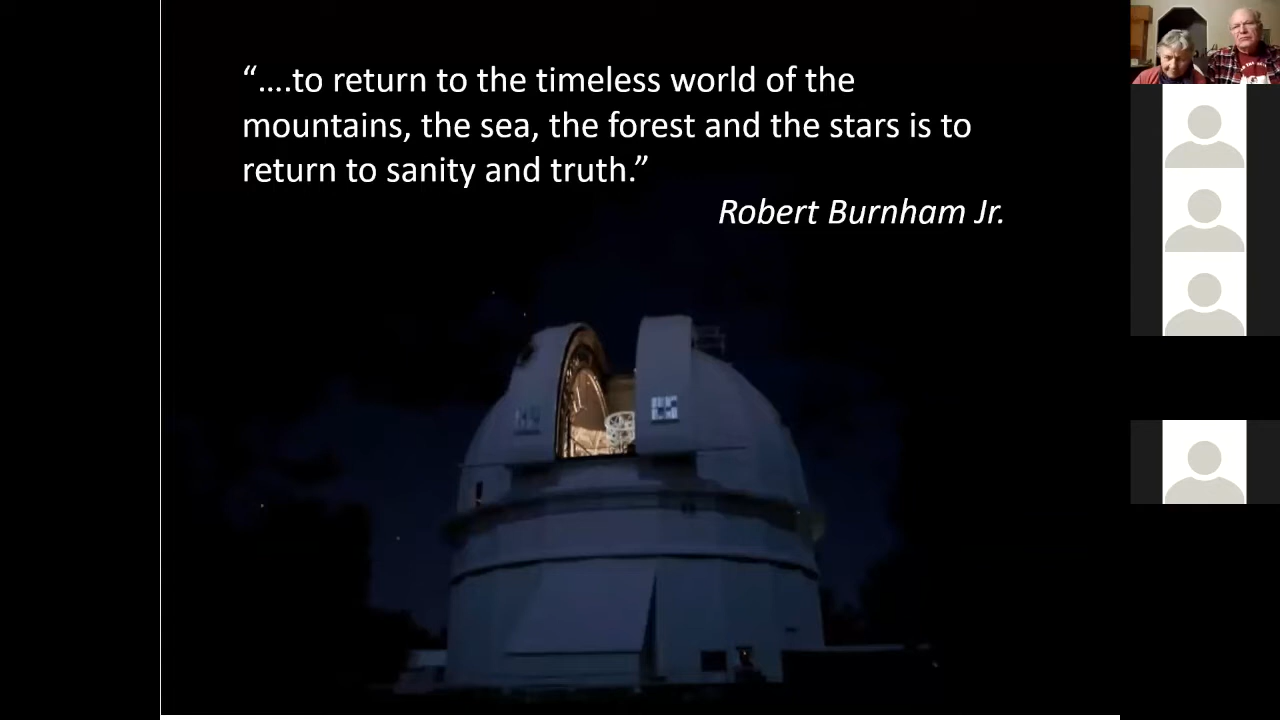 “....to return to the timeless world of the
mountains, the sea, the forest and the stars is to
return to sanity and truth.”
Robert Burnham Jr.